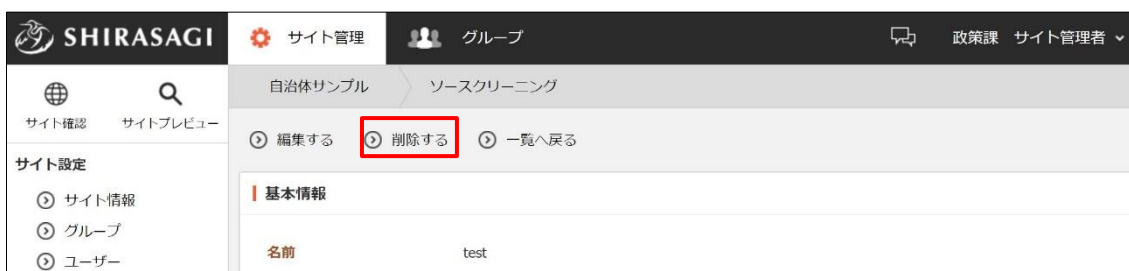 SHIRASAGI サイト管理 グループ 政策課 サイト管理者
サイト確認 サイトプレビュー
自治体サンプル ソースクリーニング
編集する 削除する 一覧へ戻る
サイト設定
サイト情報
グループ
ユーザー
基本情報
名前 test